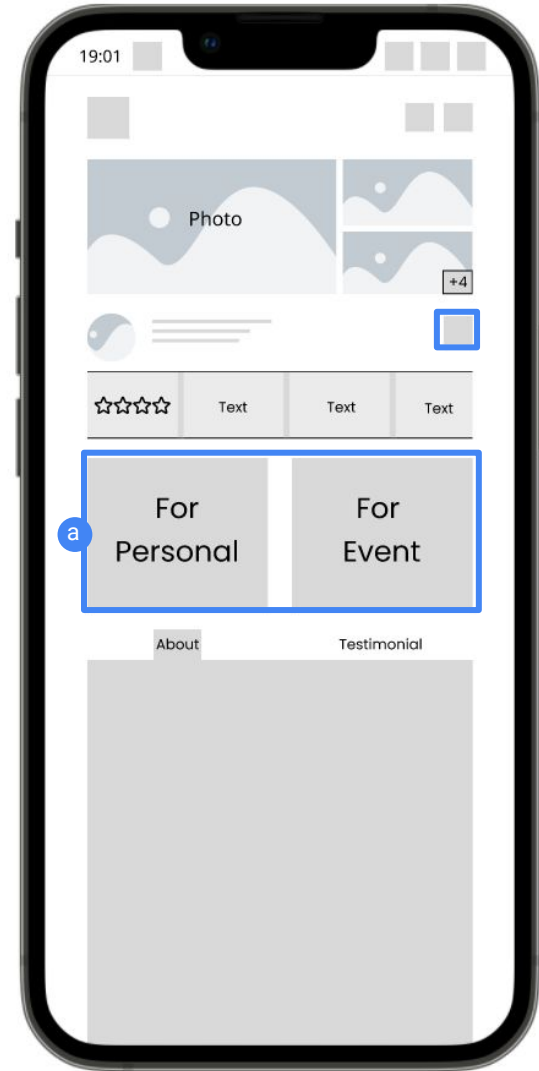 19:01
Photo
+4
Text
Text
Text
a
For
Personal
For
Event
About
Testimonial